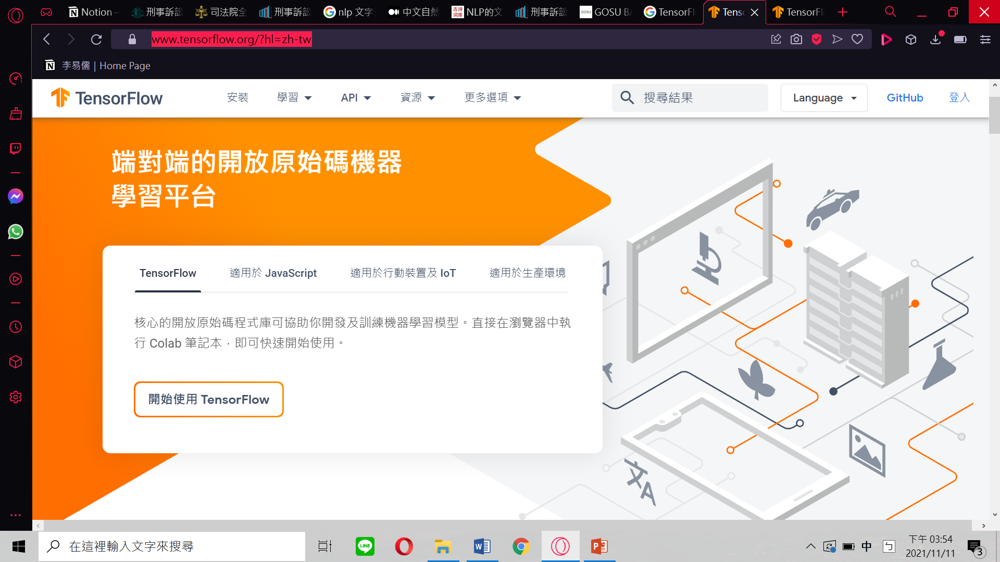 Notion –
刑事訴訟
司法院全
刑事訴訟
nlp 文字
中文自然
NLP的文
刑事訴訟
GOSU BA
TensorFl
Tens
TensorFl
www.tensorflow.org/?hl=zh-tw
李易儒 | Home Page
TensorFlow
安裝
學習
API
資源
更多選項
搜尋結果
Language
GitHub
登入
端對端的開放原始碼機器
學習平台
TensorFlow
適用於 JavaScript
適用於行動裝置及 IoT
適用於生產環境
核心的開放原始碼程式庫可協助你開發及訓練機器學習模型。直接在瀏覽器中執
行 Colab 筆記本，即可快速開始使用。
開始使用 TensorFlow
文A
在這裡輸入文字來搜尋
LINE
中
ㄅ
下午 03:54
2021/11/11
3